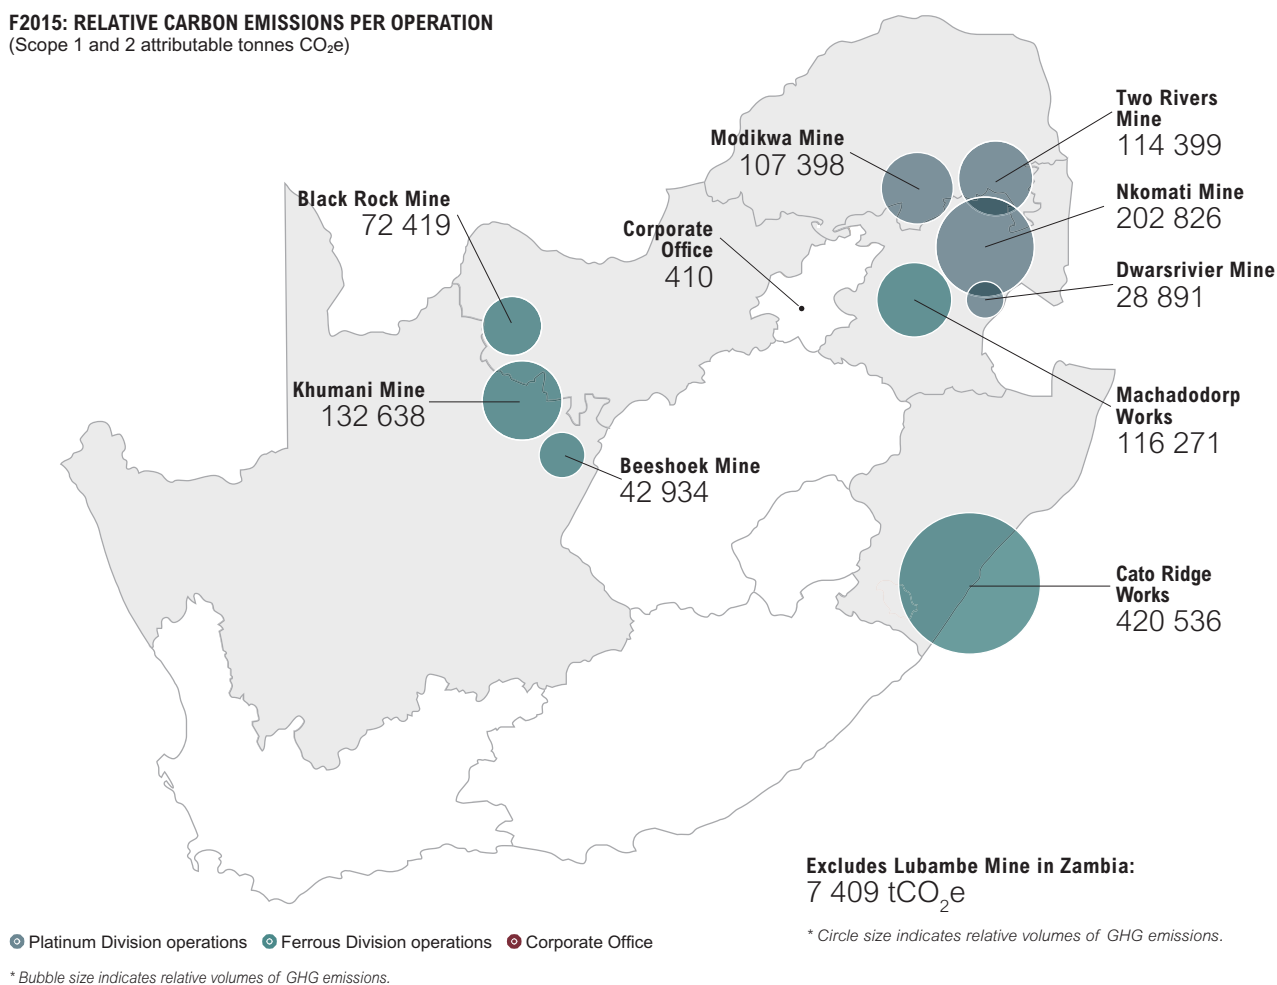 F2015: RELATIVE CARBON EMISSIONS PER OPERATION
(Scope 1 and 2 attributable tonnes CO₂e)
Two Rivers
Mine
114 399
Modikwa Mine
107 398
Nkomati Mine
202 826
Black Rock Mine
72 419
Corporate
Office
410
Dwarsrivier Mine
28 891
Khumani Mine
132 638
Machadodorp
Works
116 271
Beeshoek Mine
42 934
Cato Ridge
Works
420 536
Excludes Lubambe Mine in Zambia:
7 409 tCO₂e
* Circle size indicates relative volumes of GHG emissions.
Platinum Division operations
Ferrous Division operations
Corporate Office
* Bubble size indicates relative volumes of GHG emissions.